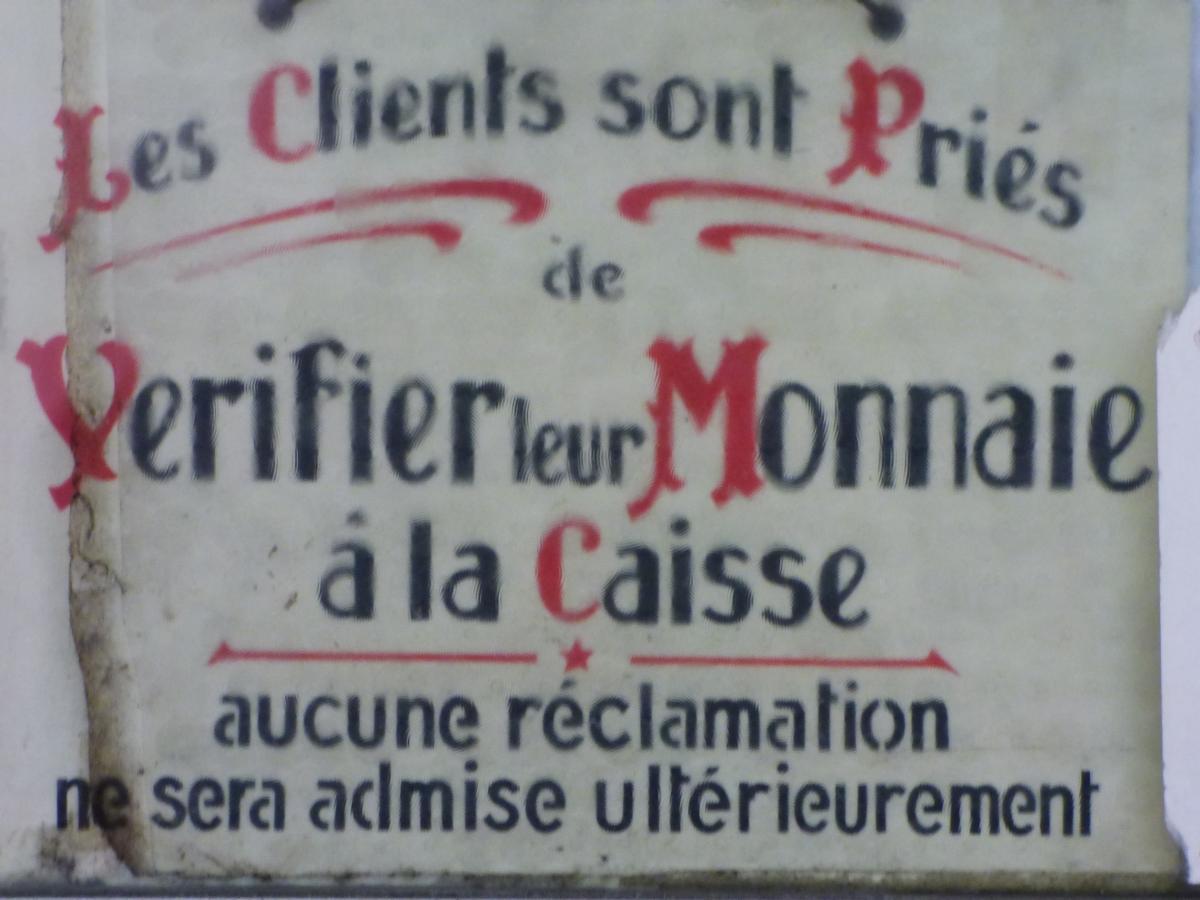 Les Clients sont Priés
de
Verifier leur Monnaie
à la Caisse
aucune réclamation
ne sera admise ultérieurement